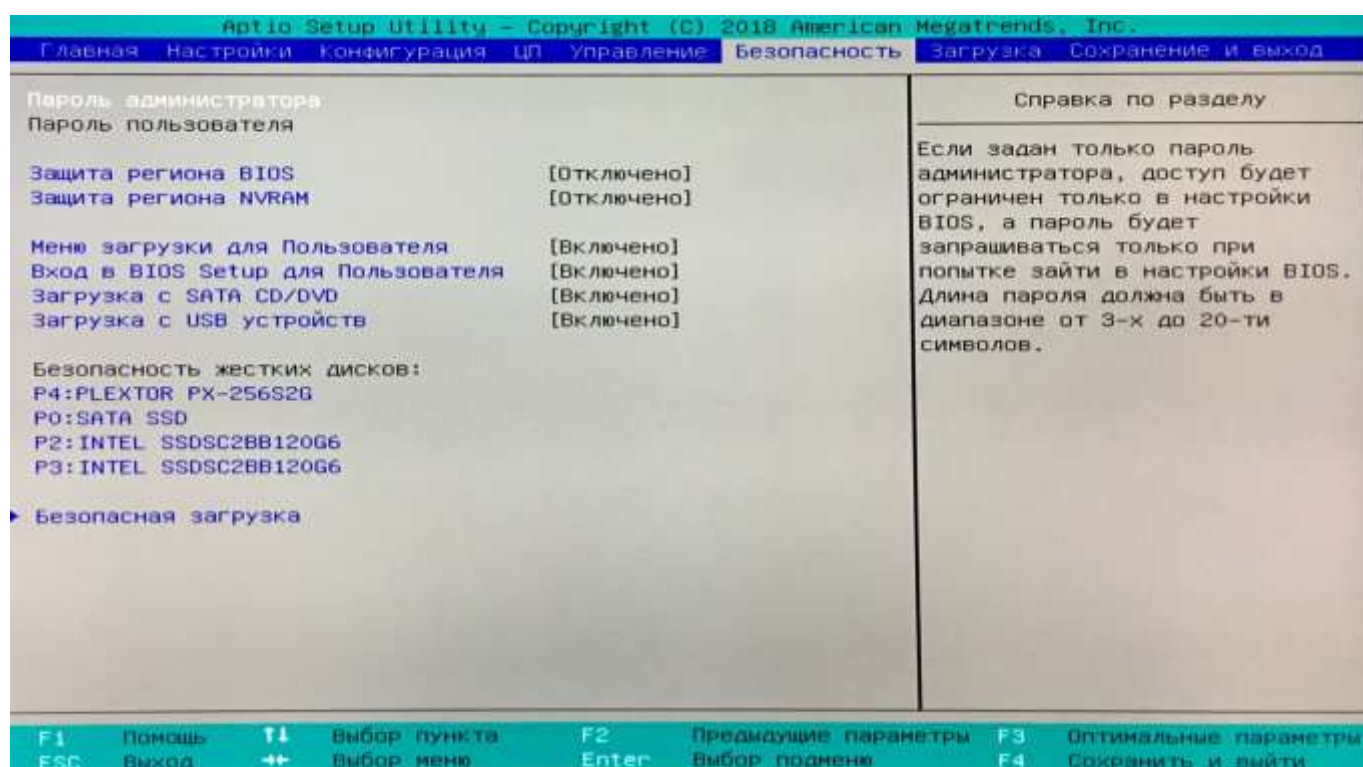 Aptio Setup Utility – Copyright (C) 2018 American Megatrends, Inc.
Главная Настройки Конфигурация ЦП Управление Безопасность Загрузка Сохранение и выход
Пароль администратора
Пароль пользователя
Защита региона BIOS [Отключено]
Защита региона NVRAM [Отключено]
Меню загрузки для Пользователя [Включено]
Вход в BIOS Setup для Пользователя [Включено]
Загрузка с SATA CD/DVD [Включено]
Загрузка с USB устройств [Включено]
Безопасность жестких дисков:
P4:PLEXTOR PX-256S2G
P0:SATA SSD
P2:INTEL SSDSC2BB120G6
P3:INTEL SSDSC2BB120G6
Безопасная загрузка
Справка по разделу
Если задан только пароль
администратора, доступ будет
ограничен только в настройки
BIOS, а пароль будет
запрашиваться только при
попытке зайти в настройки BIOS.
Длина пароля должна быть в
диапазоне от 3-х до 20-ти
символов.
F1 Помощь ↑↓ Выбор пункта F2 Предыдущие параметры F3 Оптимальные параметры
ESC Выход →← Выбор меню Enter Выбор подменю F4 Сохранить и выйти